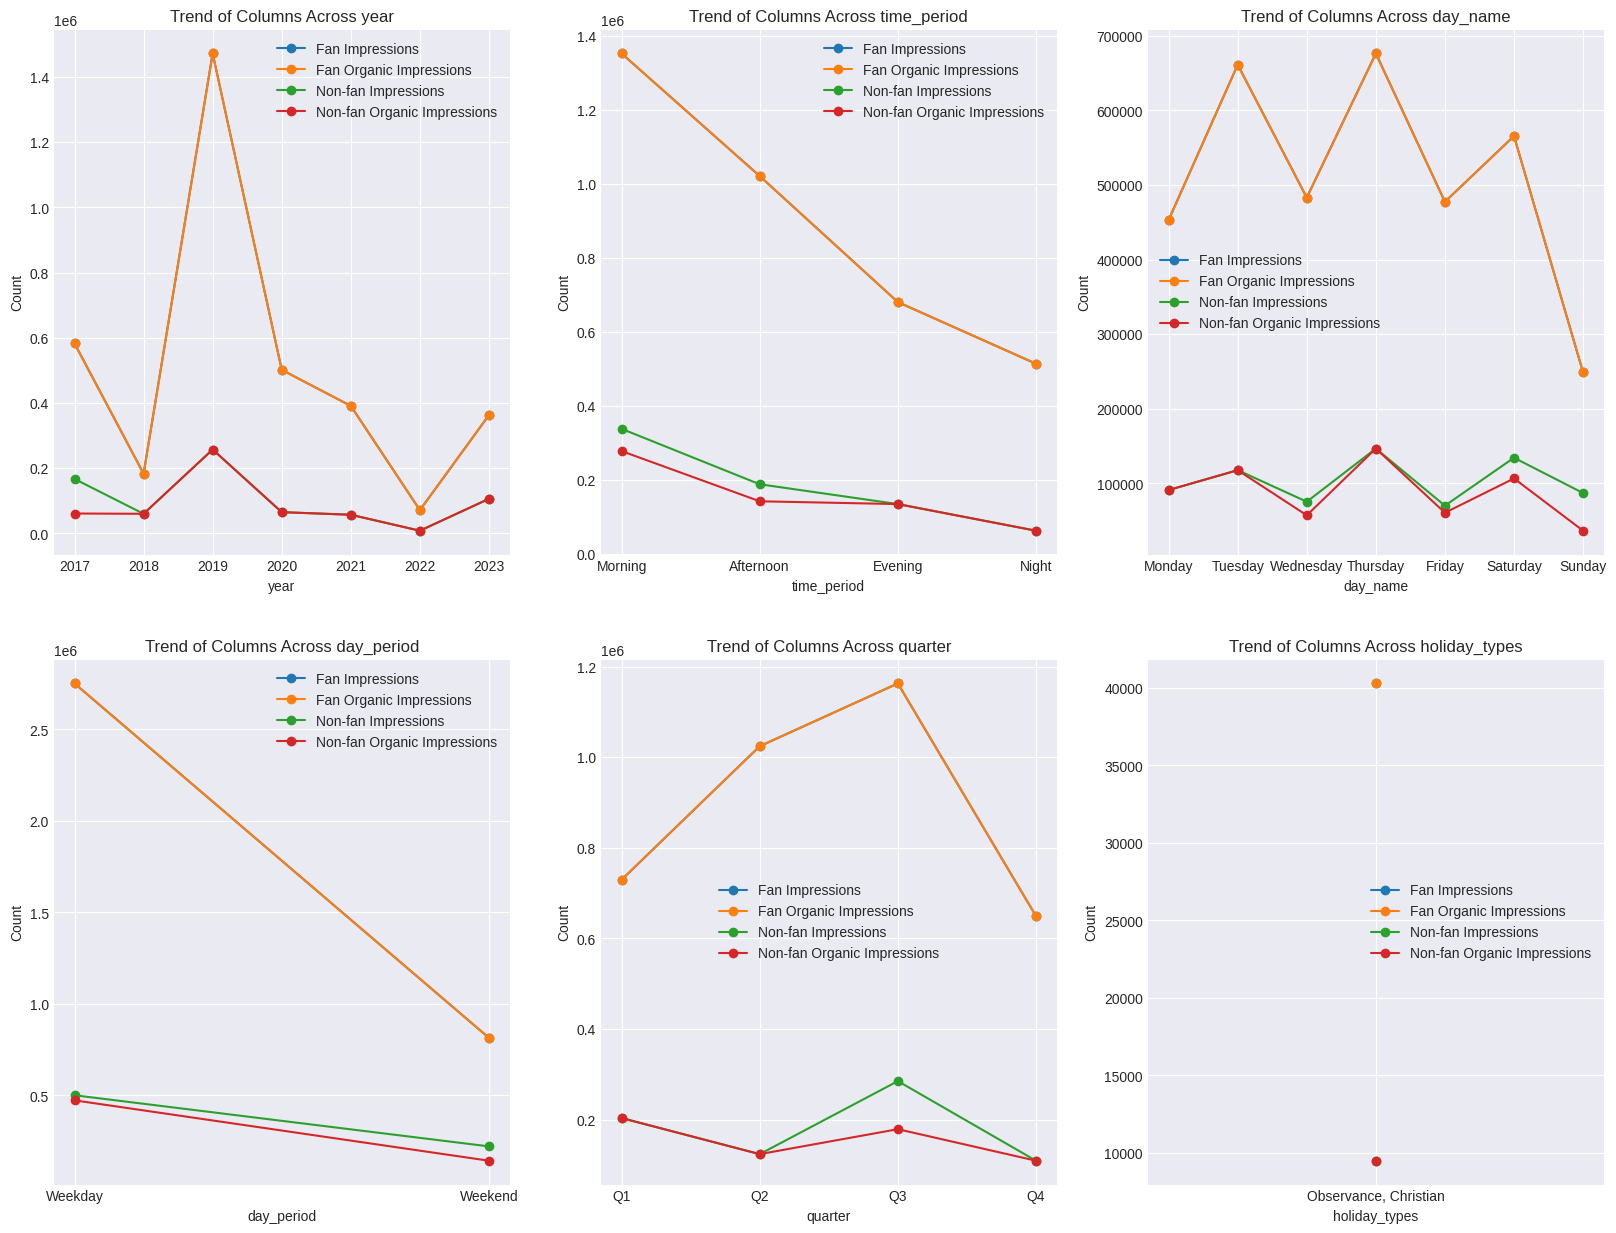 Trend of Columns Across year
1e6
Fan Impressions
Fan Organic Impressions
Non-fan Impressions
Non-fan Organic Impressions
Count
1.4
1.2
1.0
0.8
0.6
0.4
0.2
0.0
2017 2018 2019 2020 2021 2022 2023
year
Trend of Columns Across time_period
1e6
Fan Impressions
Fan Organic Impressions
Non-fan Impressions
Non-fan Organic Impressions
Count
1.4
1.2
1.0
0.8
0.6
0.4
0.2
0.0
Morning Afternoon Evening Night
time_period
Trend of Columns Across day_name
Fan Impressions
Fan Organic Impressions
Non-fan Impressions
Non-fan Organic Impressions
Count
700000
600000
500000
400000
300000
200000
100000
Monday Tuesday Wednesday Thursday Friday Saturday Sunday
day_name
Trend of Columns Across day_period
1e6
Fan Impressions
Fan Organic Impressions
Non-fan Impressions
Non-fan Organic Impressions
Count
2.5
2.0
1.5
1.0
0.5
Weekday Weekend
day_period
Trend of Columns Across quarter
1e6
Fan Impressions
Fan Organic Impressions
Non-fan Impressions
Non-fan Organic Impressions
Count
1.2
1.0
0.8
0.6
0.4
0.2
Q1 Q2 Q3 Q4
quarter
Trend of Columns Across holiday_types
Fan Impressions
Fan Organic Impressions
Non-fan Impressions
Non-fan Organic Impressions
Count
40000
35000
30000
25000
20000
15000
10000
Observance, Christian
holiday_types